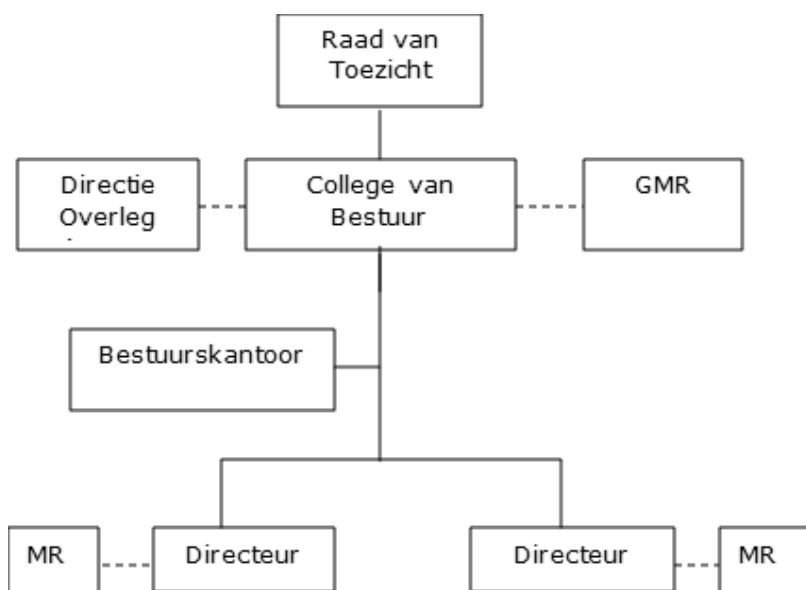 Raad van
Toezicht
Directie
Overleg
College van
Bestuur
GMR
Bestuurskantoor
MR
Directeur
Directeur
MR